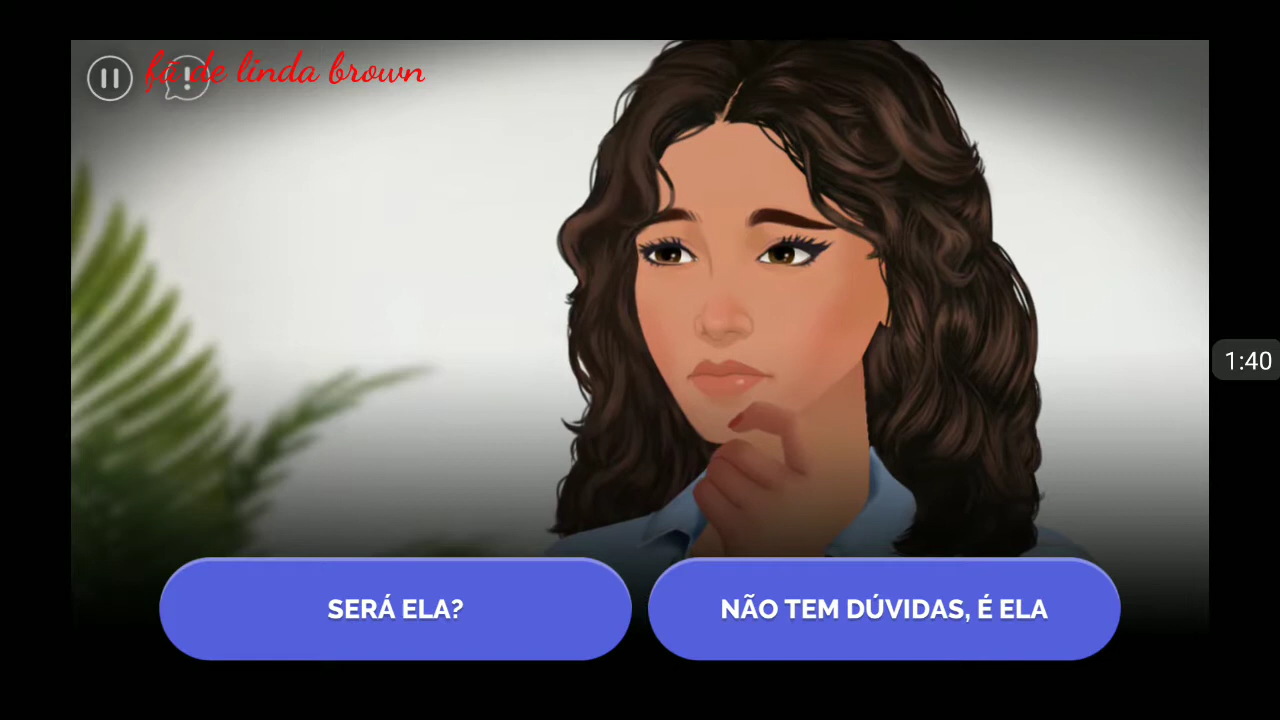 fã de linda brown
1:40
SERÁ ELA?
NÃO TEM DÚVIDAS, É ELA